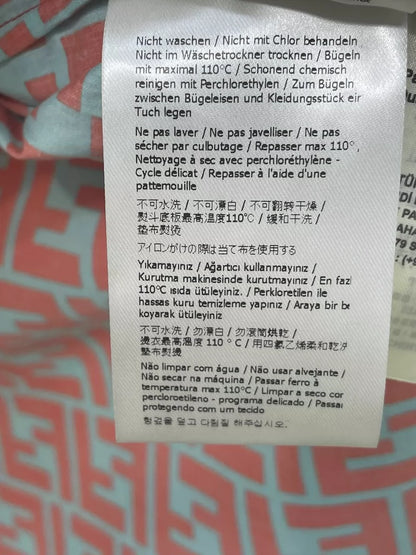 Nicht waschen / Nicht mit Chlor behandeln
Nicht im Wäschetrockner trocknen / Bügeln
mit maximal 110°C / Schonend chemisch
reinigen mit Perchlorethylen / Zum Bügeln
zwischen Bügeleisen und Kleidungsstück eir
Tuch legen
Ne pas laver / Ne pas javelliser / Ne pas
sécher par culbutage / Repasser max 110°,
Nettoyage à sec avec perchloréthylène -
Cycle délicat / Repasser à l'aide d'une
pattemouille
不可水洗 / 不可漂白 / 不可翻转干燥 /
熨斗底板最高温度110°C / 缓和干洗 /
垫布熨烫
アイロンがけの際は当て布を使用する
Yıkamayınız / Ağartıcı kullanmayınız /
Kurutma makinesinde kurutmayınız / En fazl
110°C ısıda ütüleyiniz. / Perkloretilen ile
hassas kuru temizleme yapınız / Araya bir be
koyarak ütüleyiniz
不可水洗 / 勿漂白 / 勿滾筒烘乾 /
燙衣最高溫度 110 ° C / 用四氯乙烯柔和乾洗
墊布熨燙
Não limpar com água / Não usar alvejante /
Não secar na máquina / Passar ferro à
temperatura max 110°C / Limpar a seco cor
percloroetileno - programa delicado / Passar
protegendo com um tecido
헝겊을 덮고 다림질 해주십시오.